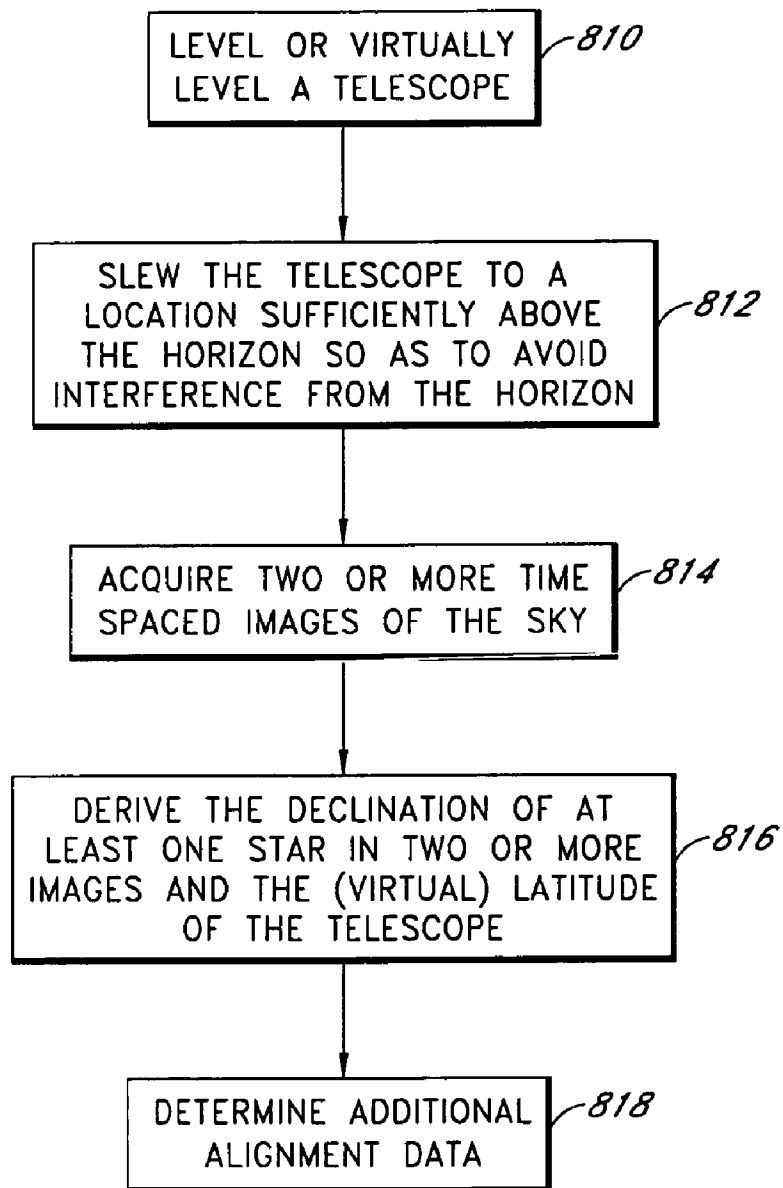 LEVEL OR VIRTUALLY
LEVEL A TELESCOPE
810
SLEW THE TELESCOPE TO A
LOCATION SUFFICIENTLY ABOVE
THE HORIZON SO AS TO AVOID
INTERFERENCE FROM THE HORIZON
812
ACQUIRE TWO OR MORE TIME
SPACED IMAGES OF THE SKY
814
DERIVE THE DECLINATION OF AT
LEAST ONE STAR IN TWO OR MORE
IMAGES AND THE (VIRTUAL) LATITUDE
OF THE TELESCOPE
816
DETERMINE ADDITIONAL
ALIGNMENT DATA
818